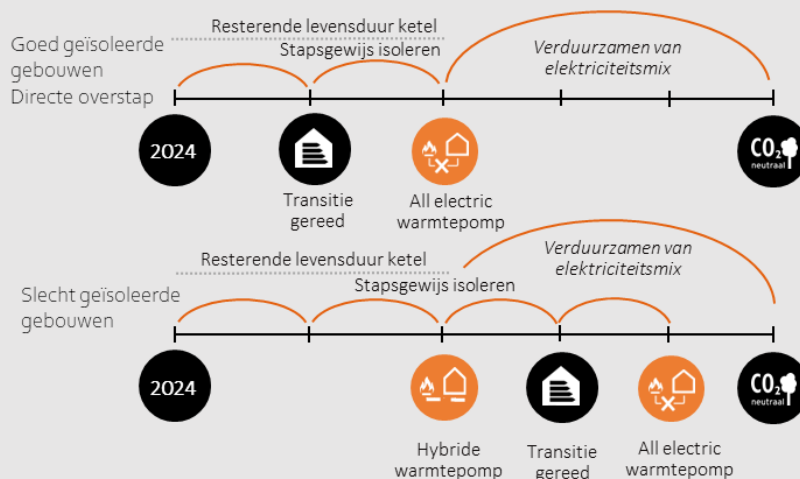 Resterende levensduur ketel
Goed geïsoleerde
gebouwen
Directe overstap
Stapsgewijs isoleren
Verduurzamen van
elektriciteitsmix
2024
CO₂
neutraal
Transitie
gereed
All electric
warmtepomp
Verduurzamen van
elektriciteitsmix
Resterende levensduur ketel
Stapsgewijs isoleren
Slecht geïsoleerde
gebouwen
2024
CO₂
neutraal
Hybride
warmtepomp
Transitie
gereed
All electric
warmtepomp